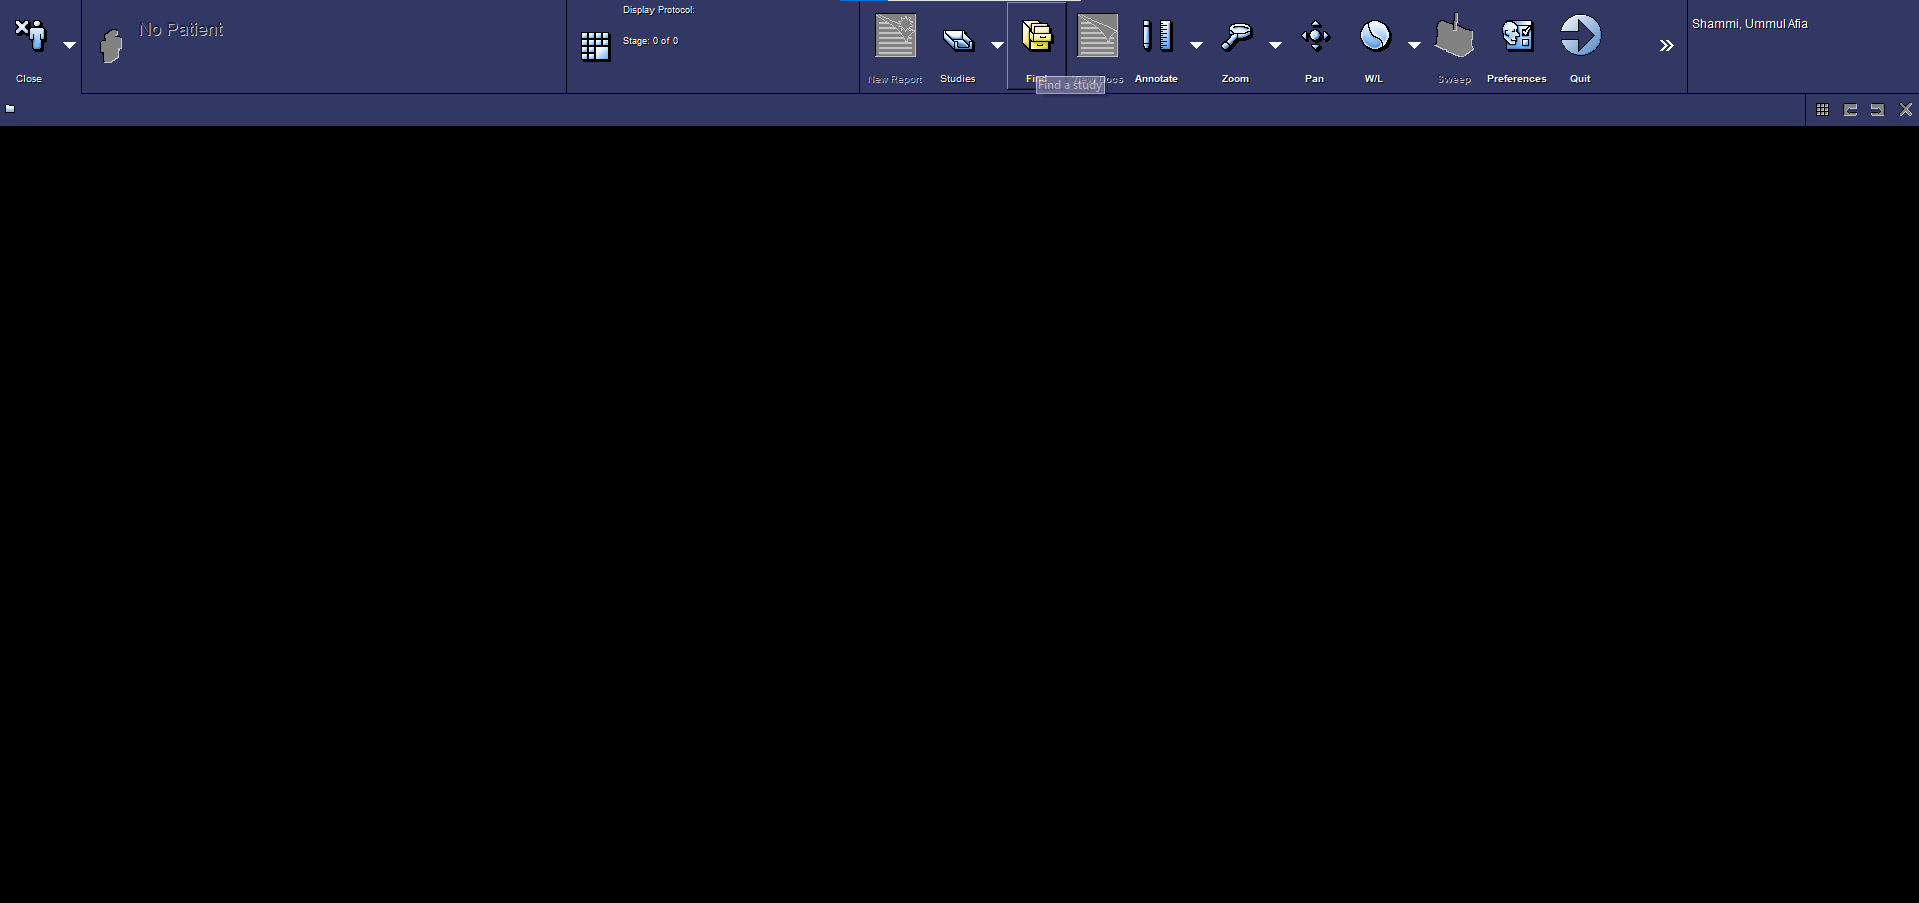 Display Protocol:
No Patient
Shammi, Ummul Afia
Stage: 0 of 0
Close
New Report
Studies
Find
Annotate
Zoom
Pan
W/L
Sweep
Preferences
Quit
Find a study